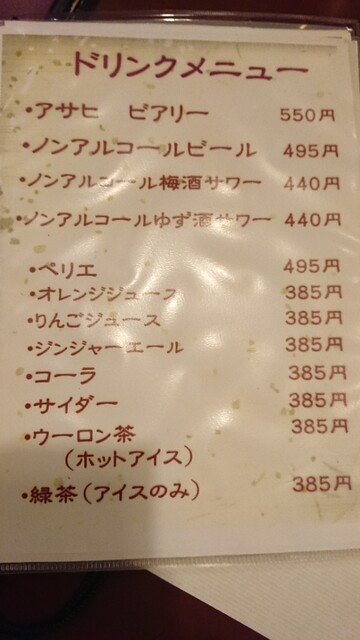 ドリンクメニュー
・アサヒ ビアリー 550円
・ノンアルコールビール 495円
・ノンアルコール梅酒サワー 440円
・ノンアルコールゆず酒サワー 440円
・ペリエ 495円
・オレンジジュース 385円
・りんごジュース 385円
・ジンジャーエール 385円
・コーラ 385円
・サイダー 385円
・ウーロン茶 385円
(ホットアイス)
・緑茶(アイスのみ) 385円